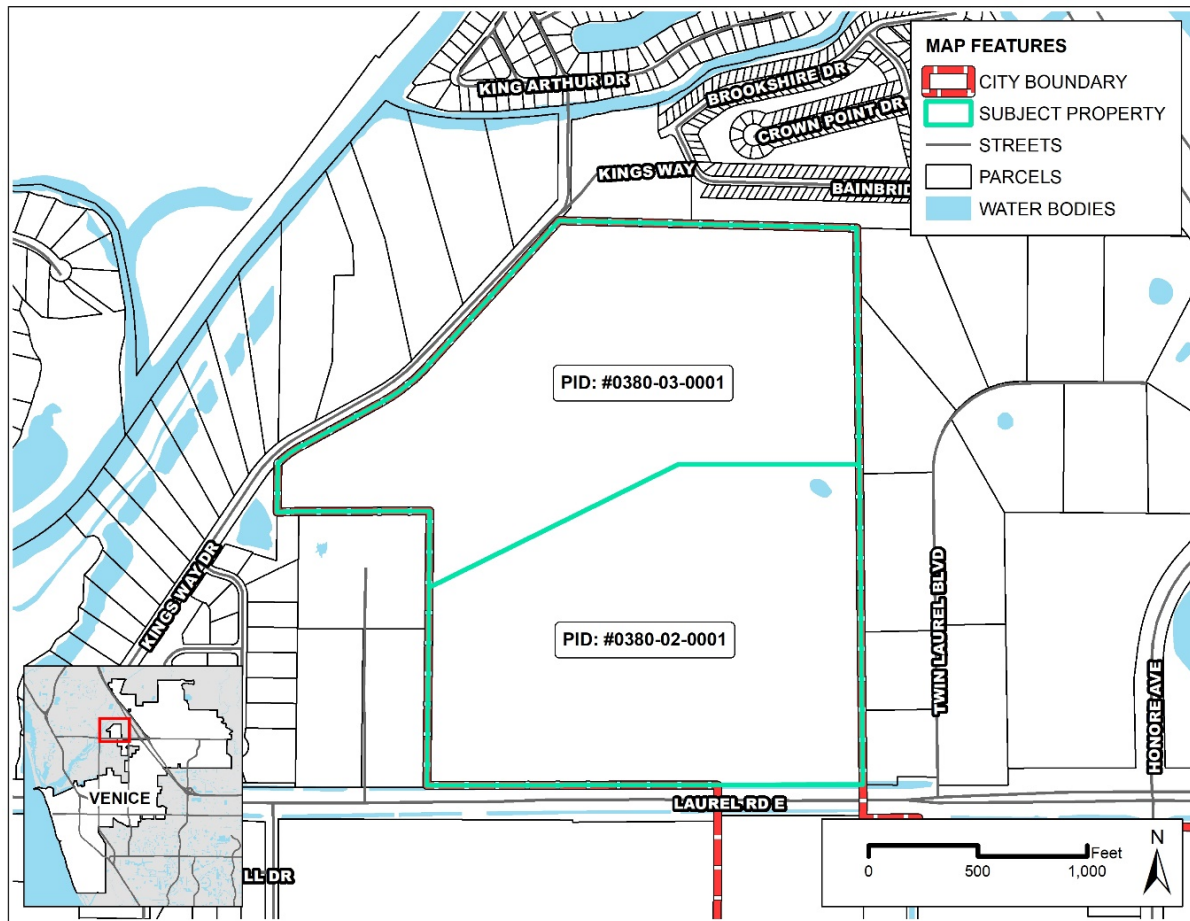 MAP FEATURES
CITY BOUNDARY
SUBJECT PROPERTY
STREETS
PARCELS
WATER BODIES
KING ARTHUR DR
BROOKSHIRE DR
CROWN POINT DR
KINGS WAY
BAINBRID
PID: #0380-03-0001
KINGS WAY DR
TWIN LAUREL BLVD
PID: #0380-02-0001
HONORE AVE
VENICE
LAUREL RD E
LL DR
N
Feet
0 500 1,000